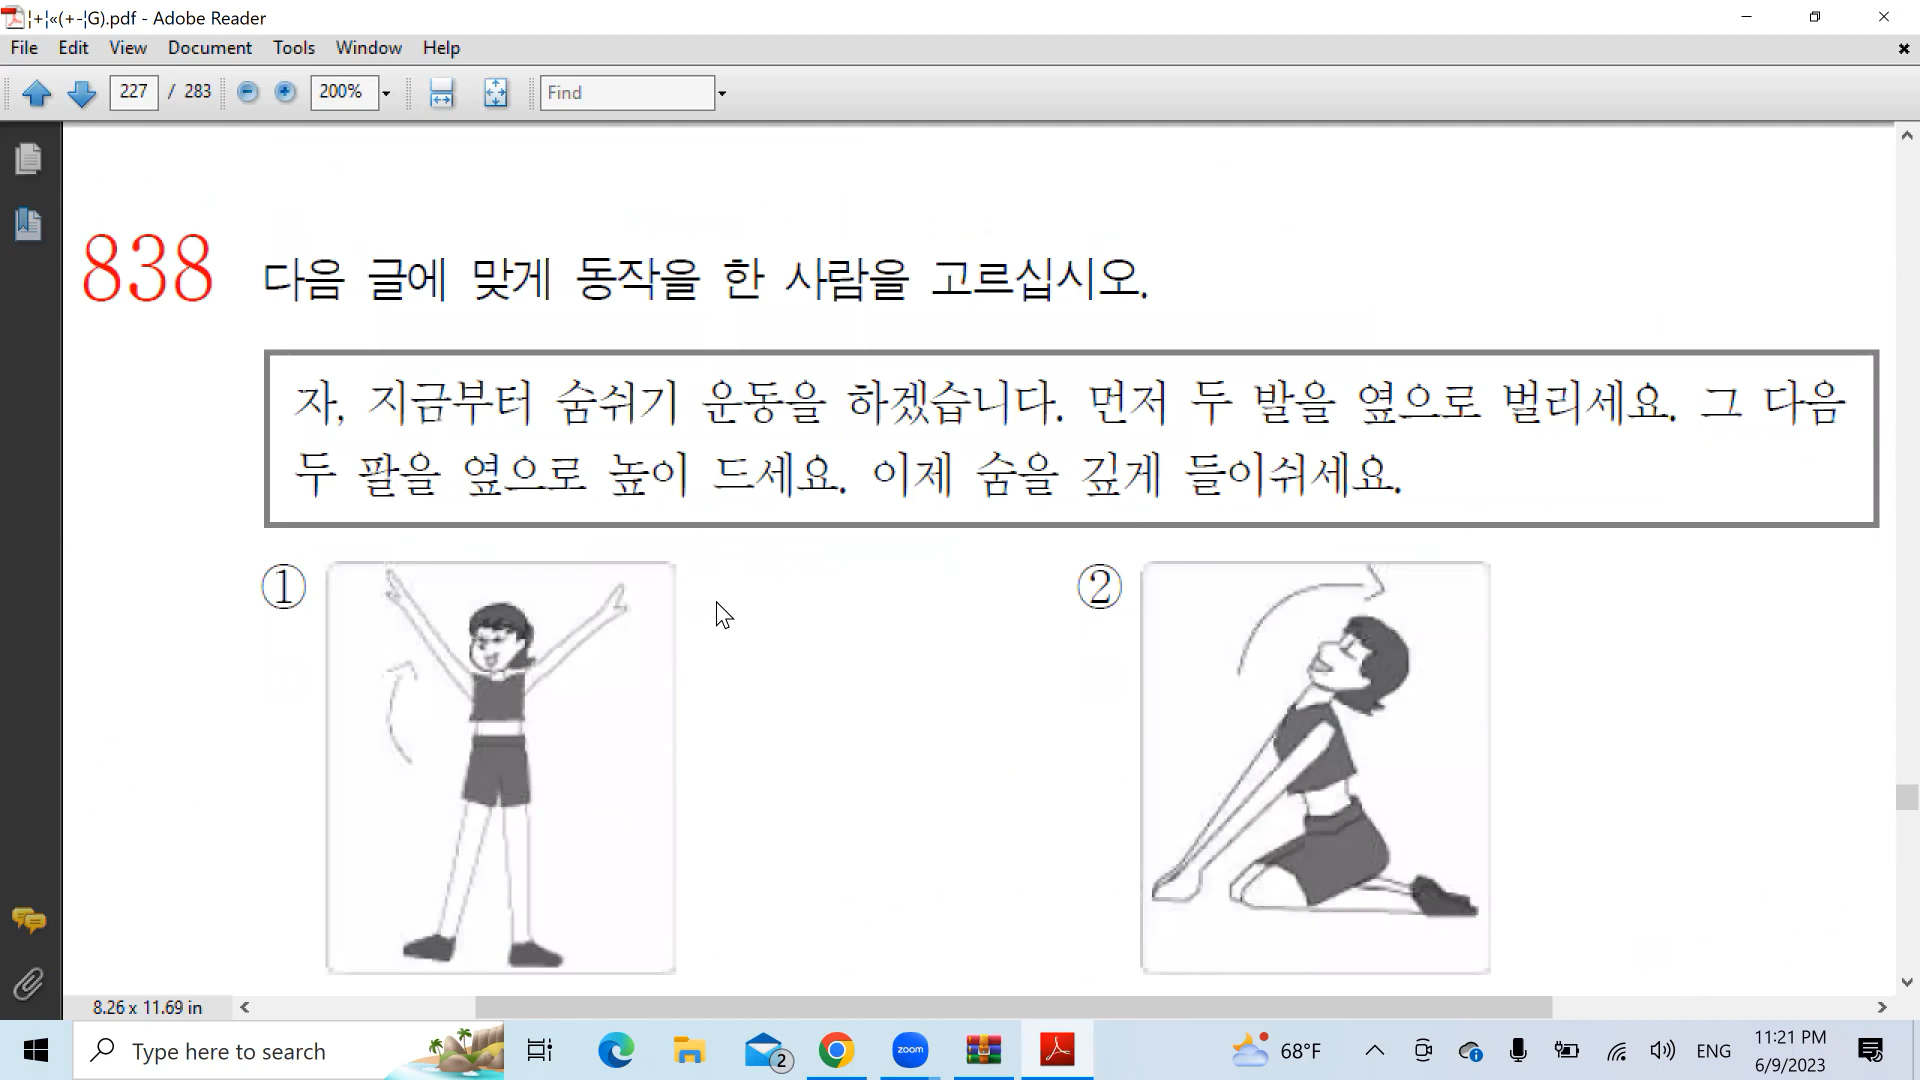 ¦+¦«(+-¦G).pdf - Adobe Reader
File Edit View Document Tools Window Help
227 / 283 200% Find
838 다음 글에 맞게 동작을 한 사람을 고르십시오.
자, 지금부터 숨쉬기 운동을 하겠습니다. 먼저 두 발을 옆으로 벌리세요. 그 다음
두 팔을 옆으로 높이 드세요. 이제 숨을 깊게 들이쉬세요.
① ②
8.26 x 11.69 in
Type here to search 2 zoom 68°F ENG 11:21 PM
6/9/2023